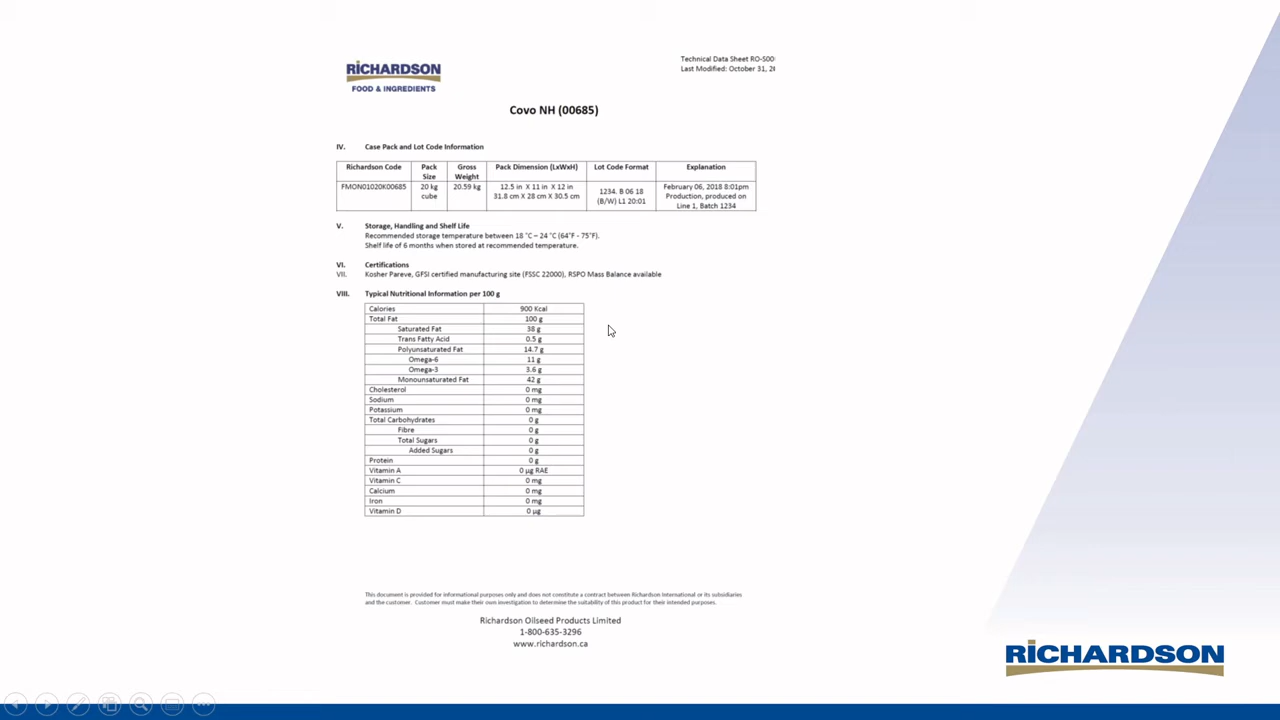 RICHARDSON
FOOD & INGREDIENTS
Technical Data Sheet RO-S00
Last Modified: October 31, 20
Covo NH (00685)
IV. Case Pack and Lot Code Information
Richardson Code Pack Size Gross Weight Pack Dimension (LxWxH) Lot Code Format Explanation
FMON01020K00685 20 kg cube 20.59 kg 12.5 in X 11 in X 12 in 31.8 cm X 28 cm X 30.5 cm 1234. B 06 18 (B/W) L1 20:01 February 06, 2018 8:01pm Production, produced on Line 1, Batch 1234
V. Storage, Handling and Shelf Life
Recommended storage temperature between 18 °C – 24 °C (64°F - 75°F).
Shelf life of 6 months when stored at recommended temperature.
VI. Certifications
VII. Kosher Pareve, GFSI certified manufacturing site (FSSC 22000), RSPO Mass Balance available
VIII. Typical Nutritional Information per 100 g
Calories 900 Kcal
Total Fat 100 g
Saturated Fat 38 g
Trans Fatty Acid 0.5 g
Polyunsaturated Fat 14.7 g
Omega-6 11 g
Omega-3 3.6 g
Monounsaturated Fat 42 g
Cholesterol 0 mg
Sodium 0 mg
Potassium 0 mg
Total Carbohydrates 0 g
Fibre 0 g
Total Sugars 0 g
Added Sugars 0 g
Protein 0 g
Vitamin A 0 µg RAE
Vitamin C 0 mg
Calcium 0 mg
Iron 0 mg
Vitamin D 0 µg
This document is provided for informational purposes only and does not constitute a contract between Richardson International or its subsidiaries
and the customer. Customer must make their own investigation to determine the suitability of this product for their intended purposes.
Richardson Oilseed Products Limited
1-800-635-3296
www.richardson.ca
RICHARDSON